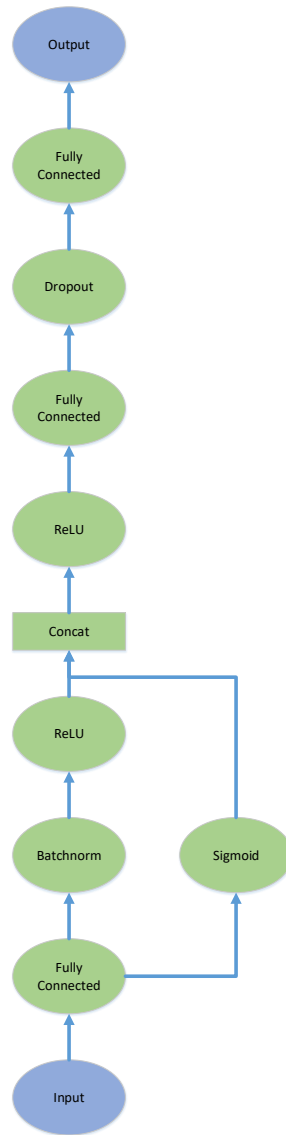 Output
Fully
Connected
Dropout
Fully
Connected
ReLU
Concat
ReLU
Batchnorm
Sigmoid
Fully
Connected
Input